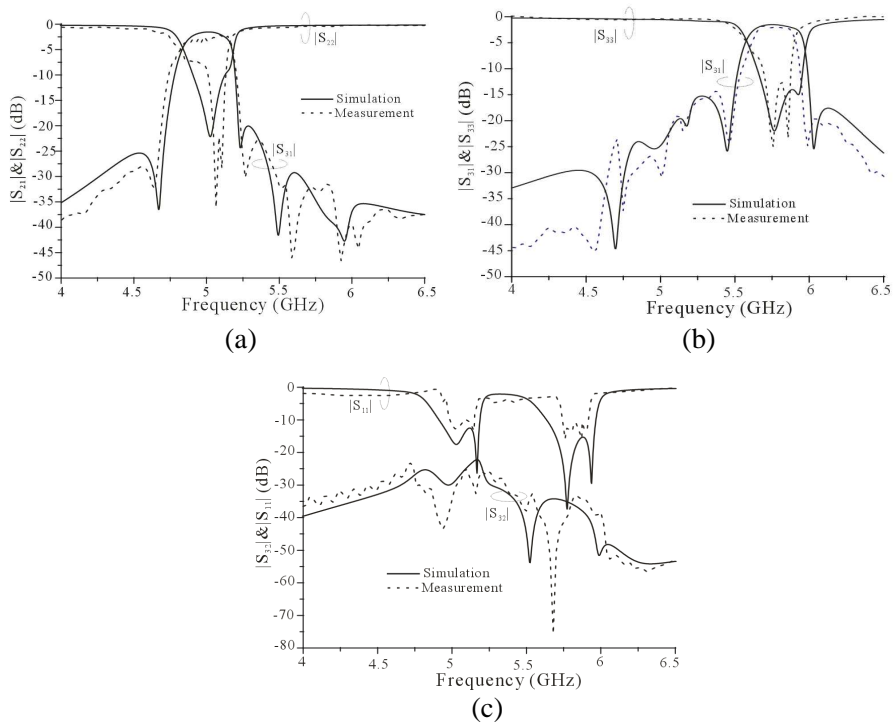 |S₂₁|&|S₂₂| (dB)
0
-5
-10
-15
-20
-25
-30
-35
-40
-45
-50
|S₂₂|
Simulation
Measurement
|S₃₁|
4
4.5
5
5.5
6
6.5
Frequency (GHz)
(a)
|S₃₁|&|S₃₃| (dB)
0
-5
-10
-15
-20
-25
-30
-35
-40
-45
-50
|S₃₃|
|S₃₁|
Simulation
Measurement
4
4.5
5
5.5
6
6.5
Frequency (GHz)
(b)
|S₃₂|&|S₁₁| (dB)
0
-10
-20
-30
-40
-50
-60
-70
-80
|S₁₁|
|S₃₂|
Simulation
Measurement
4
4.5
5
5.5
6
6.5
Frequency (GHz)
(c)